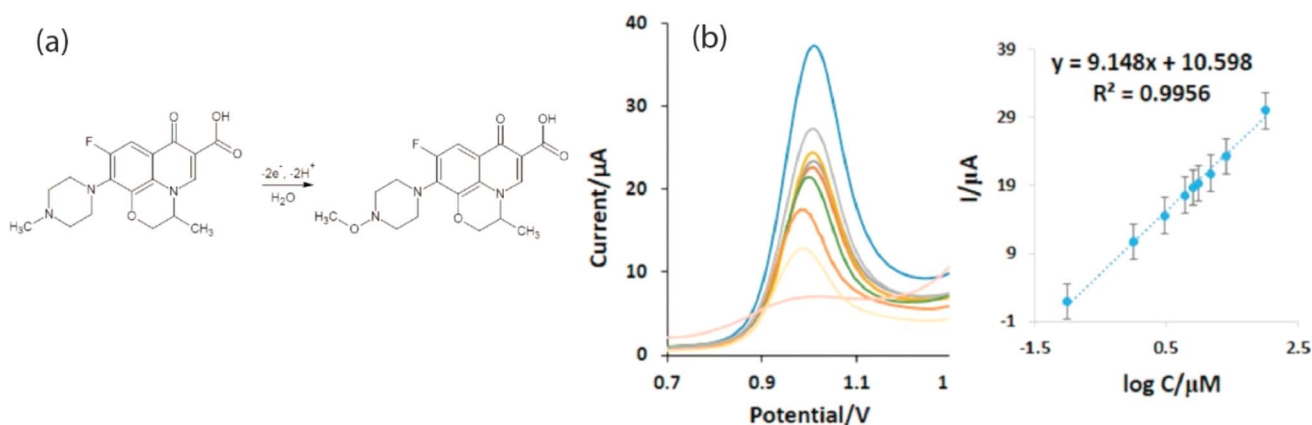 (a)
O
OH
F
O
N
N
N
H₃C
O
CH₃
-2e⁻, -2H⁺
H₂O
O
OH
F
O
N
N
H₃C
N
O
O
CH₃
(b)
Current/µA
40
30
20
10
0
0.7
0.9
1.1
1
Potential/V
y = 9.148x + 10.598
R² = 0.9956
I/µA
39
29
19
9
-1
-1.5
0.5
2.5
log C/µM